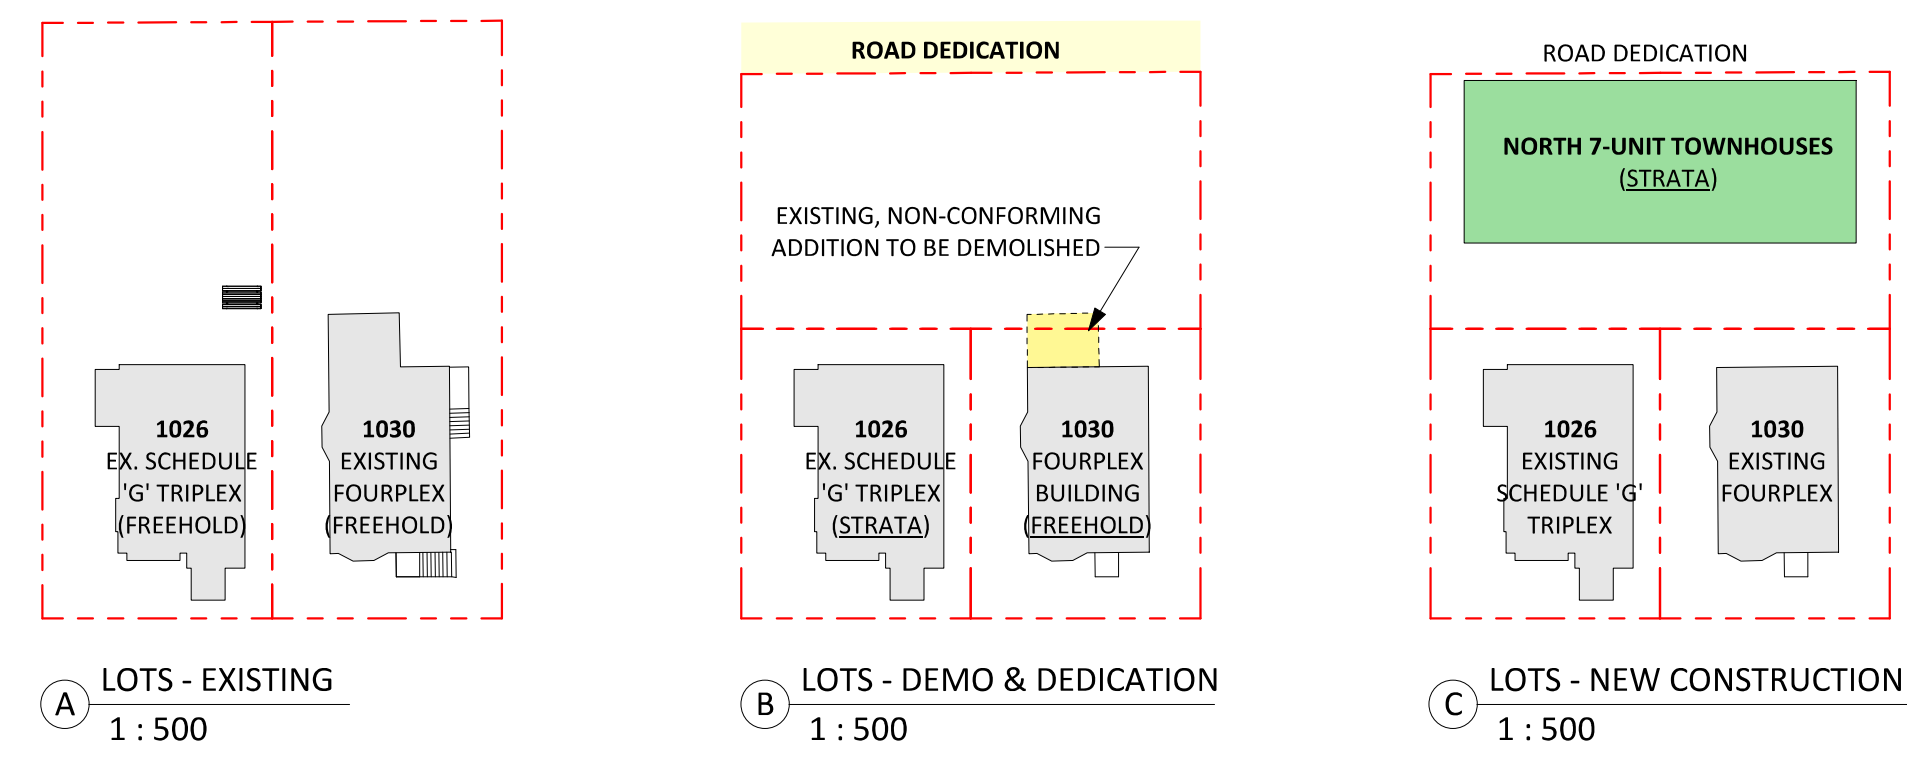 1026
EX. SCHEDULE
'G' TRIPLEX
(FREEHOLD)
1030
EXISTING
FOURPLEX
(FREEHOLD)
A
LOTS - EXISTING
1 : 500
ROAD DEDICATION
EXISTING, NON-CONFORMING
ADDITION TO BE DEMOLISHED
1026
EX. SCHEDULE
'G' TRIPLEX
(STRATA)
1030
FOURPLEX
BUILDING
(FREEHOLD)
B
LOTS - DEMO & DEDICATION
1 : 500
ROAD DEDICATION
NORTH 7-UNIT TOWNHOUSES
(STRATA)
1026
EXISTING
SCHEDULE 'G'
TRIPLEX
1030
EXISTING
FOURPLEX
C
LOTS - NEW CONSTRUCTION
1 : 500